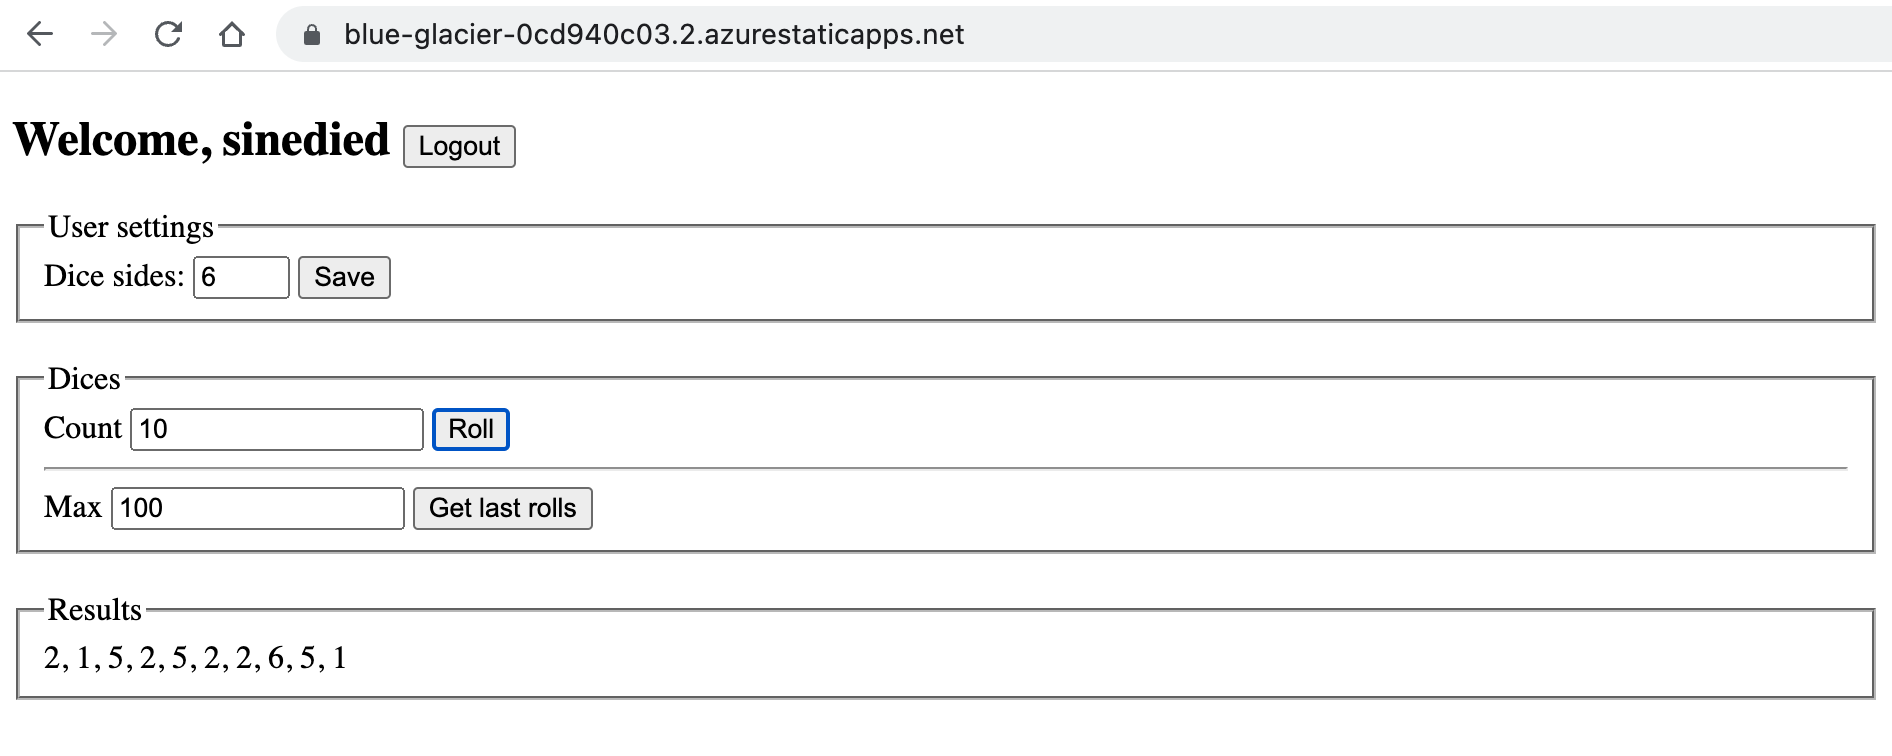 blue-glacier-0cd940c03.2.azurestaticapps.net
Welcome, sinedied Logout
User settings
Dice sides: 6 Save
Dices
Count 10 Roll
Max 100 Get last rolls
Results
2, 1, 5, 2, 5, 2, 2, 6, 5, 1